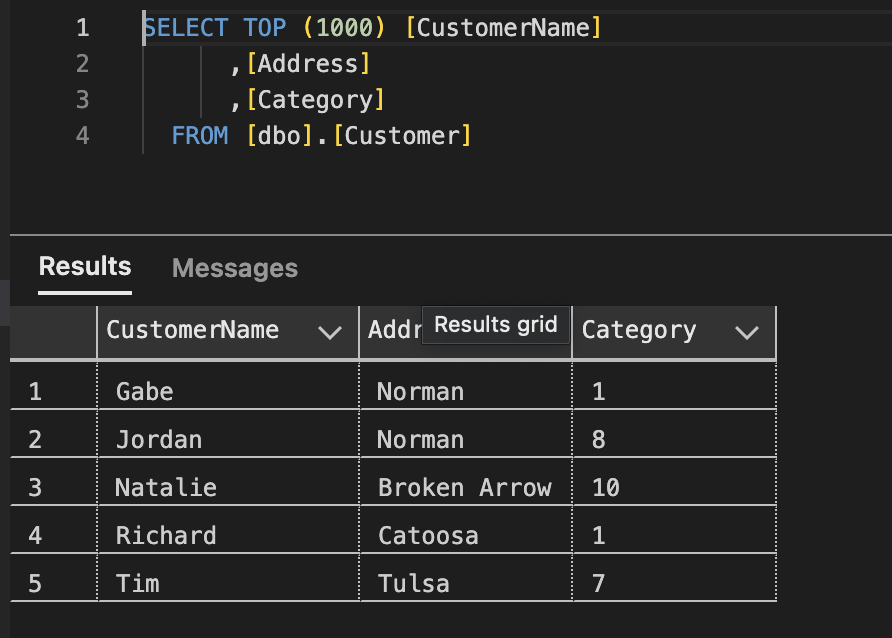 1 SELECT TOP (1000) [CustomerName]
2 ,[Address]
3 ,[Category]
4 FROM [dbo].[Customer]
Results Messages
CustomerName Addr Results grid Category
1 Gabe Norman 1
2 Jordan Norman 8
3 Natalie Broken Arrow 10
4 Richard Catoosa 1
5 Tim Tulsa 7